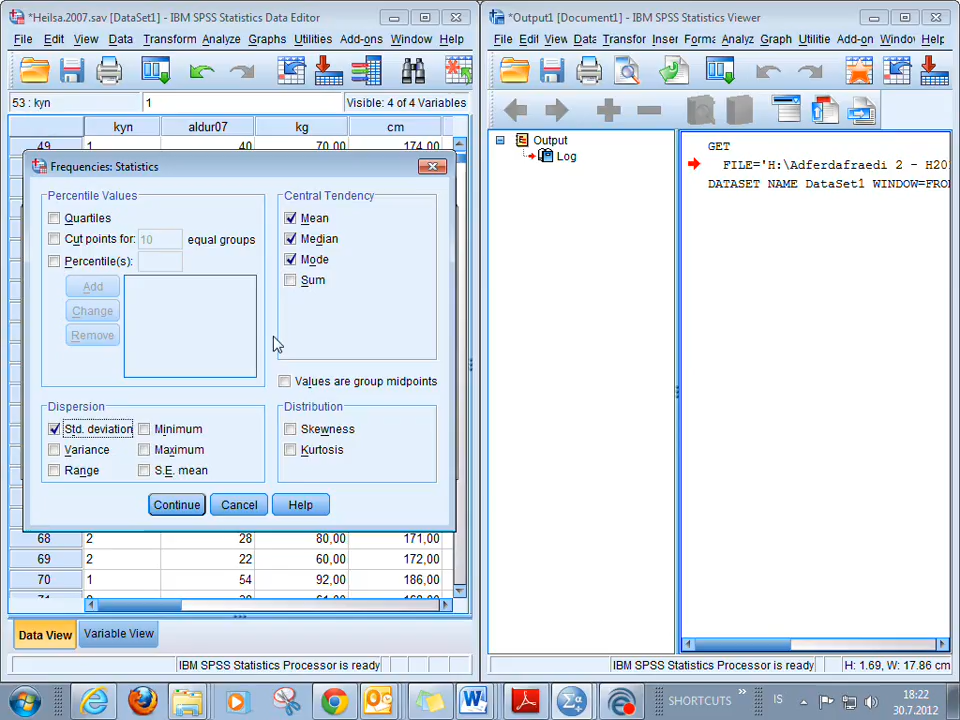 *Heilsa.2007.sav [DataSet1] - IBM SPSS Statistics Data Editor
File Edit View Data Transform Analyze Graphs Utilities Add-ons Window Help
53 : kyn
1
Visible: 4 of 4 Variables
kyn aldur07 kg cm
49 1 40 70,00 174,00
Frequencies: Statistics
Percentile Values
Quartiles
Cut points for: 10 equal groups
Percentile(s):
Add
Change
Remove
Central Tendency
Mean
Median
Mode
Sum
Values are group midpoints
Dispersion
Std. deviation Minimum
Variance Maximum
Range S.E. mean
Distribution
Skewness
Kurtosis
Continue Cancel Help
68 2 28 80,00 171,00
69 2 22 60,00 172,00
70 1 54 92,00 186,00
Data View Variable View
IBM SPSS Statistics Processor is ready
*Output1 [Document1] - IBM SPSS Statistics Viewer
File Edit View Data Transfor Inser Forma Analyz Graph Utilitie Add-on Windo Help
Output
Log
GET
FILE='H:\Adferdafraedi 2 - H20
DATASET NAME DataSet1 WINDOW=FRON
IBM SPSS Statistics Processor is ready H: 1.69, W: 17.86 cm
SHORTCUTS » IS
18:22
30.7.2012